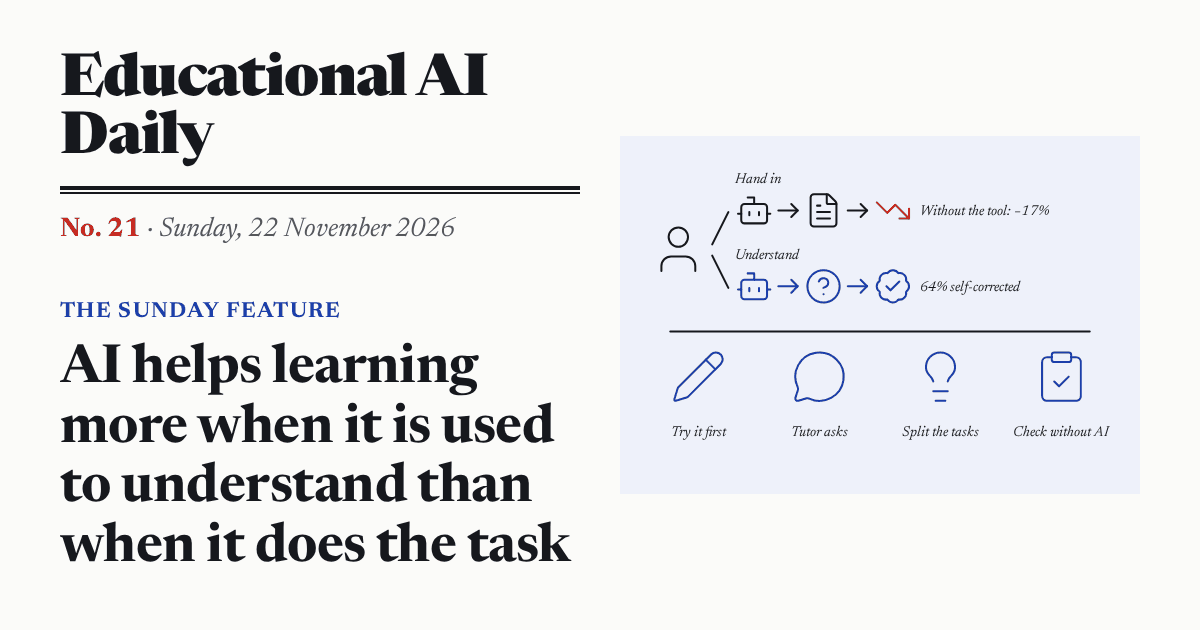 Educational AI
Daily
No. 21 · Sunday, 22 November 2026
THE SUNDAY FEATURE
AI helps learning
more when it is used
to understand than
when it does the task
Hand in
Without the tool: −17%
Understand
64% self-corrected
Try it first
Tutor asks
Split the tasks
Check without AI